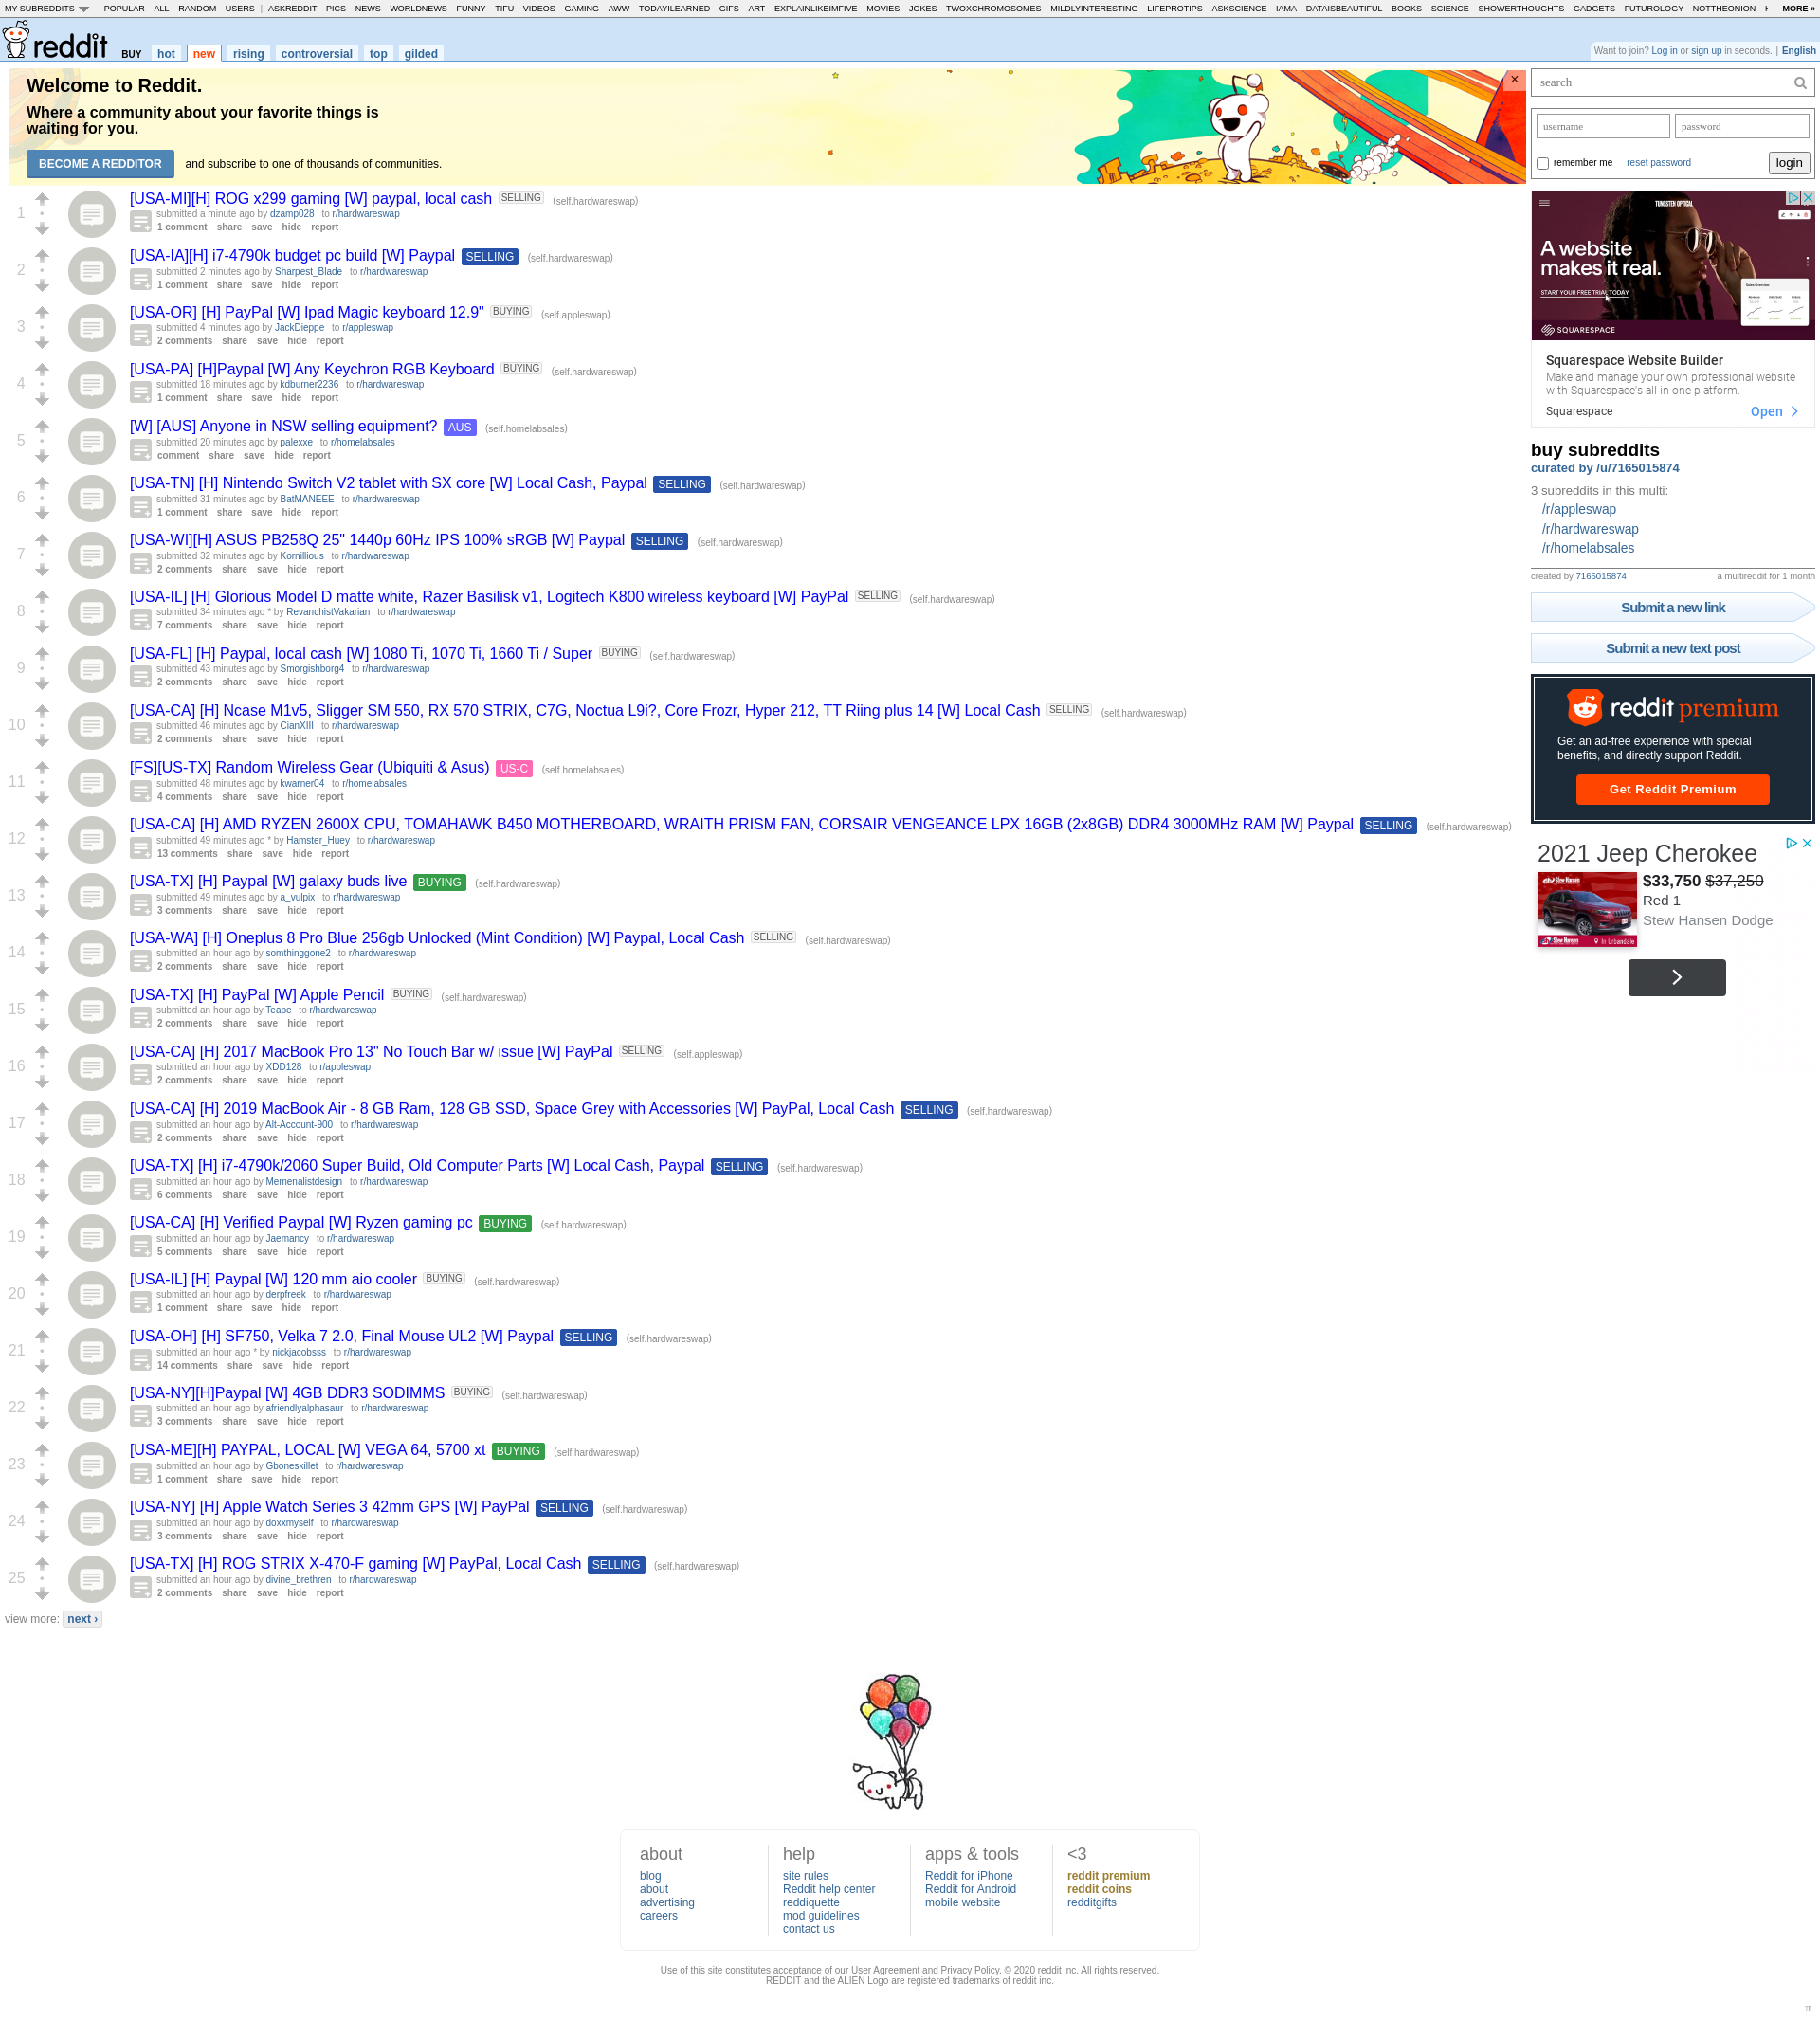 MY SUBREDDITS POPULAR - ALL - RANDOM - USERS | ASKREDDIT - PICS - NEWS - WORLDNEWS - FUNNY - TIFU - VIDEOS - GAMING - AWW - TODAYILEARNED - GIFS - ART - EXPLAINLIKEIMFIVE - MOVIES - JOKES - TWOXCHROMOSOMES - MILDLYINTERESTING - LIFEPROTIPS - ASKSCIENCE - IAMA - DATAISBEAUTIFUL - BOOKS - SCIENCE - SHOWERTHOUGHTS - GADGETS - FUTUROLOGY - NOTTHEONION - MORE »
reddit BUY hot new rising controversial top gilded
Want to join? Log in or sign up in seconds. | English
Welcome to Reddit.
Where a community about your favorite things is
waiting for you.
BECOME A REDDITOR and subscribe to one of thousands of communities.
1 [USA-MI][H] ROG x299 gaming [W] paypal, local cash SELLING (self.hardwareswap)
submitted a minute ago by dzamp028 to r/hardwareswap
1 comment share save hide report
2 [USA-IA][H] i7-4790k budget pc build [W] Paypal SELLING (self.hardwareswap)
submitted 2 minutes ago by Sharpest_Blade to r/hardwareswap
1 comment share save hide report
3 [USA-OR] [H] PayPal [W] Ipad Magic keyboard 12.9" BUYING (self.appleswap)
submitted 4 minutes ago by JackDieppe to r/appleswap
2 comments share save hide report
4 [USA-PA] [H]Paypal [W] Any Keychron RGB Keyboard BUYING (self.hardwareswap)
submitted 18 minutes ago by kdburner2236 to r/hardwareswap
1 comment share save hide report
5 [W] [AUS] Anyone in NSW selling equipment? AUS (self.homelabsales)
submitted 20 minutes ago by palexxe to r/homelabsales
comment share save hide report
6 [USA-TN] [H] Nintendo Switch V2 tablet with SX core [W] Local Cash, Paypal SELLING (self.hardwareswap)
submitted 31 minutes ago by BatMANEEE to r/hardwareswap
1 comment share save hide report
7 [USA-WI][H] ASUS PB258Q 25" 1440p 60Hz IPS 100% sRGB [W] Paypal SELLING (self.hardwareswap)
submitted 32 minutes ago by Kornillious to r/hardwareswap
2 comments share save hide report
8 [USA-IL] [H] Glorious Model D matte white, Razer Basilisk v1, Logitech K800 wireless keyboard [W] PayPal SELLING (self.hardwareswap)
submitted 34 minutes ago * by RevanchistVakarian to r/hardwareswap
7 comments share save hide report
9 [USA-FL] [H] Paypal, local cash [W] 1080 Ti, 1070 Ti, 1660 Ti / Super BUYING (self.hardwareswap)
submitted 43 minutes ago by Smorgishborg4 to r/hardwareswap
2 comments share save hide report
10 [USA-CA] [H] Ncase M1v5, Sligger SM 550, RX 570 STRIX, C7G, Noctua L9i?, Core Frozr, Hyper 212, TT Riing plus 14 [W] Local Cash SELLING (self.hardwareswap)
submitted 46 minutes ago by CianXIII to r/hardwareswap
2 comments share save hide report
11 [FS][US-TX] Random Wireless Gear (Ubiquiti & Asus) US-C (self.homelabsales)
submitted 48 minutes ago by kwarner04 to r/homelabsales
4 comments share save hide report
12 [USA-CA] [H] AMD RYZEN 2600X CPU, TOMAHAWK B450 MOTHERBOARD, WRAITH PRISM FAN, CORSAIR VENGEANCE LPX 16GB (2x8GB) DDR4 3000MHz RAM [W] Paypal SELLING (self.hardwareswap)
submitted 49 minutes ago * by Hamster_Huey to r/hardwareswap
13 comments share save hide report
13 [USA-TX] [H] Paypal [W] galaxy buds live BUYING (self.hardwareswap)
submitted 49 minutes ago by a_vulpix to r/hardwareswap
3 comments share save hide report
14 [USA-WA] [H] Oneplus 8 Pro Blue 256gb Unlocked (Mint Condition) [W] Paypal, Local Cash SELLING (self.hardwareswap)
submitted an hour ago by somthinggone2 to r/hardwareswap
2 comments share save hide report
15 [USA-TX] [H] PayPal [W] Apple Pencil BUYING (self.hardwareswap)
submitted an hour ago by Teape to r/hardwareswap
2 comments share save hide report
16 [USA-CA] [H] 2017 MacBook Pro 13" No Touch Bar w/ issue [W] PayPal SELLING (self.appleswap)
submitted an hour ago by XDD128 to r/appleswap
2 comments share save hide report
17 [USA-CA] [H] 2019 MacBook Air - 8 GB Ram, 128 GB SSD, Space Grey with Accessories [W] PayPal, Local Cash SELLING (self.hardwareswap)
submitted an hour ago by Alt-Account-900 to r/hardwareswap
2 comments share save hide report
18 [USA-TX] [H] i7-4790k/2060 Super Build, Old Computer Parts [W] Local Cash, Paypal SELLING (self.hardwareswap)
submitted an hour ago by Memenalistdesign to r/hardwareswap
6 comments share save hide report
19 [USA-CA] [H] Verified Paypal [W] Ryzen gaming pc BUYING (self.hardwareswap)
submitted an hour ago by Jaemancy to r/hardwareswap
5 comments share save hide report
20 [USA-IL] [H] Paypal [W] 120 mm aio cooler BUYING (self.hardwareswap)
submitted an hour ago by derpfreek to r/hardwareswap
1 comment share save hide report
21 [USA-OH] [H] SF750, Velka 7 2.0, Final Mouse UL2 [W] Paypal SELLING (self.hardwareswap)
submitted an hour ago * by nickjacobsss to r/hardwareswap
14 comments share save hide report
22 [USA-NY][H]Paypal [W] 4GB DDR3 SODIMMS BUYING (self.hardwareswap)
submitted an hour ago by afriendlyalphasaur to r/hardwareswap
3 comments share save hide report
23 [USA-ME][H] PAYPAL, LOCAL [W] VEGA 64, 5700 xt BUYING (self.hardwareswap)
submitted an hour ago by Gboneskillet to r/hardwareswap
1 comment share save hide report
24 [USA-NY] [H] Apple Watch Series 3 42mm GPS [W] PayPal SELLING (self.hardwareswap)
submitted an hour ago by doxxmyself to r/hardwareswap
3 comments share save hide report
25 [USA-TX] [H] ROG STRIX X-470-F gaming [W] PayPal, Local Cash SELLING (self.hardwareswap)
submitted an hour ago by divine_brethren to r/hardwareswap
2 comments share save hide report
view more: next ›
search
username password
remember me reset password login
TUNGSTEN OPTICAL
A website
makes it real.
START YOUR FREE TRIAL TODAY
SQUARESPACE
Squarespace Website Builder
Make and manage your own professional website
with Squarespace's all-in-one platform.
Squarespace Open
buy subreddits
curated by /u/7165015874
3 subreddits in this multi:
/r/appleswap
/r/hardwareswap
/r/homelabsales
created by 7165015874 a multireddit for 1 month
Submit a new link
Submit a new text post
reddit premium
Get an ad-free experience with special
benefits, and directly support Reddit.
Get Reddit Premium
2021 Jeep Cherokee
$33,750 $37,250
Red 1
Stew Hansen Dodge
In Urbandale
about
blog
about
advertising
careers
help
site rules
Reddit help center
reddiquette
mod guidelines
contact us
apps & tools
Reddit for iPhone
Reddit for Android
mobile website
<3
reddit premium
reddit coins
redditgifts
Use of this site constitutes acceptance of our User Agreement and Privacy Policy. © 2020 reddit inc. All rights reserved.
REDDIT and the ALIEN Logo are registered trademarks of reddit inc.
π